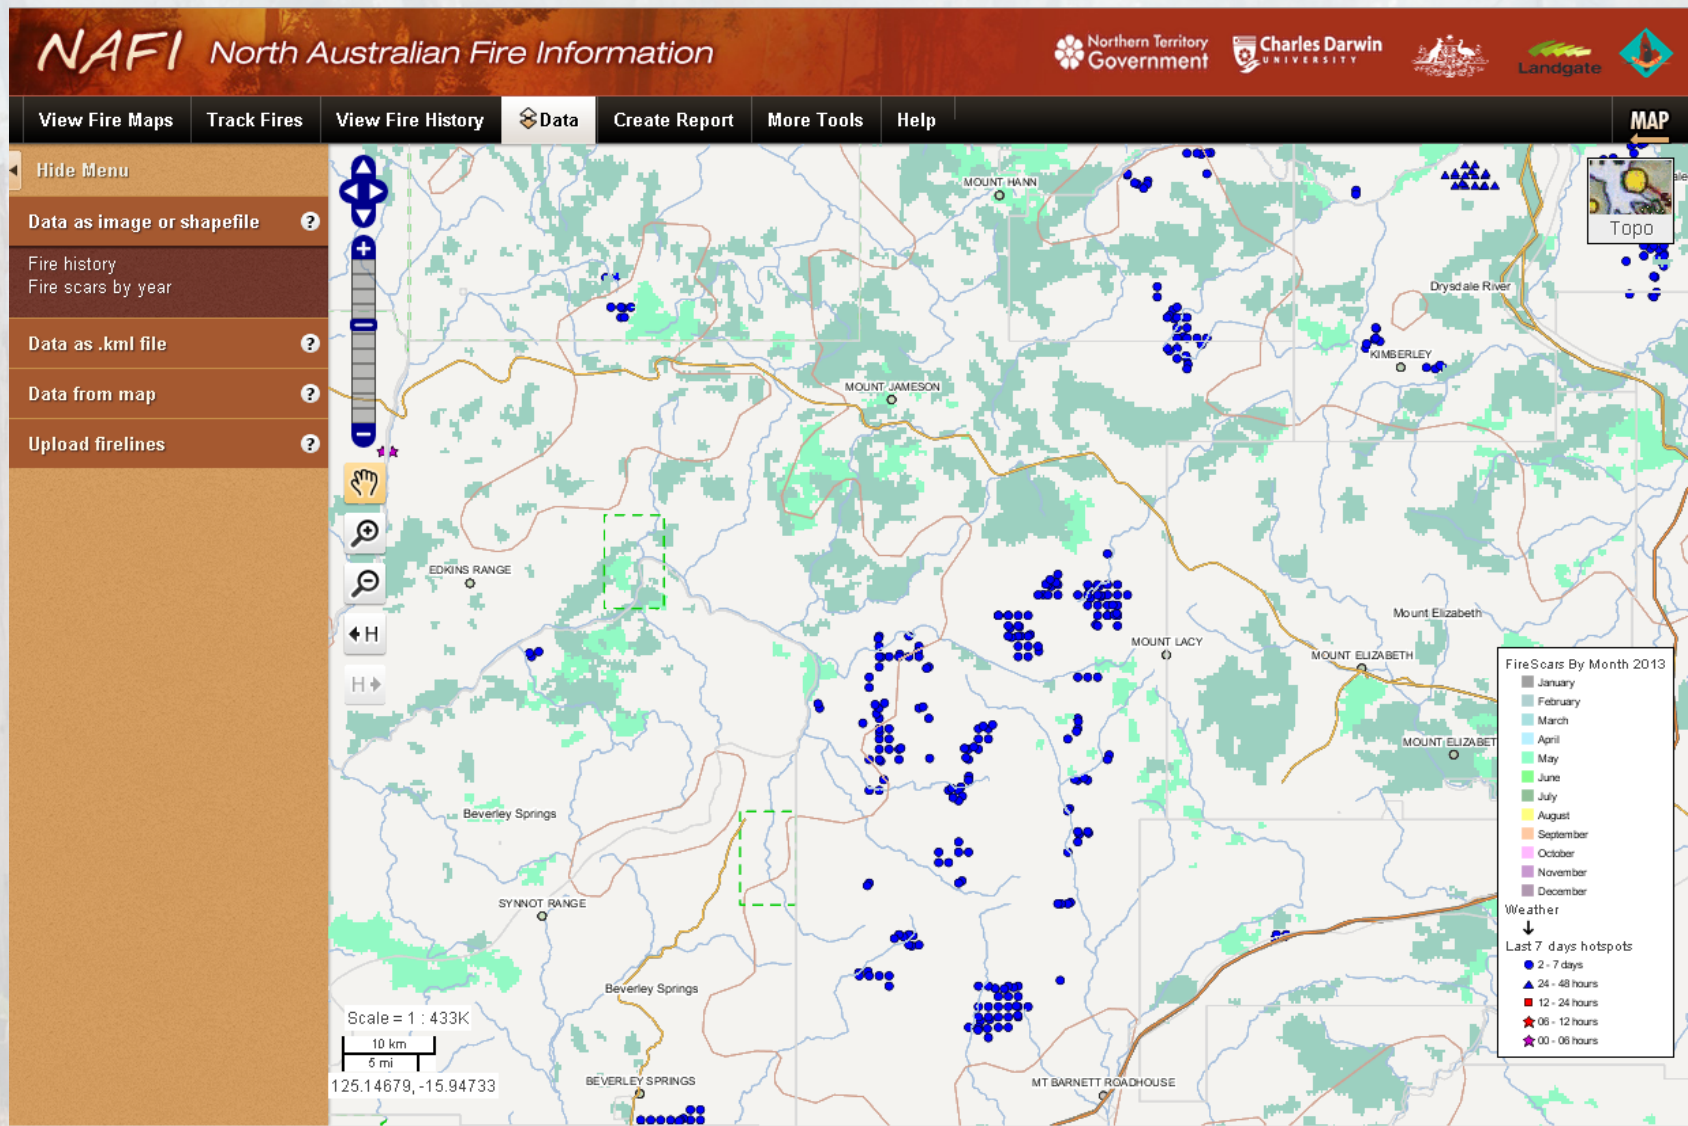 NAFI North Australian Fire Information
Northern Territory
Government
Charles Darwin
UNIVERSITY
Landgate
View Fire Maps
Track Fires
View Fire History
Data
Create Report
More Tools
Help
MAP
Hide Menu
Data as image or shapefile ?
Fire history
Fire scars by year
Data as .kml file ?
Data from map ?
Upload firelines ?
H
H
Topo
MOUNT HANN
Drysdale River
KIMBERLEY
MOUNT JAMESON
EDKINS RANGE
Mount Elizabeth
MOUNT LACY
MOUNT ELIZABETH
MOUNT ELIZABET
Beverley Springs
SYNNOT RANGE
Beverley Springs
BEVERLEY SPRINGS
MT BARNETT ROADHOUSE
Scale = 1 : 433K
10 km
5 mi
125.14679, -15.94733
FireScars By Month 2013
January
February
March
April
May
June
July
August
September
October
November
December
Weather
Last 7 days hotspots
2 - 7 days
24 - 48 hours
12 - 24 hours
06 - 12 hours
00 - 06 hours